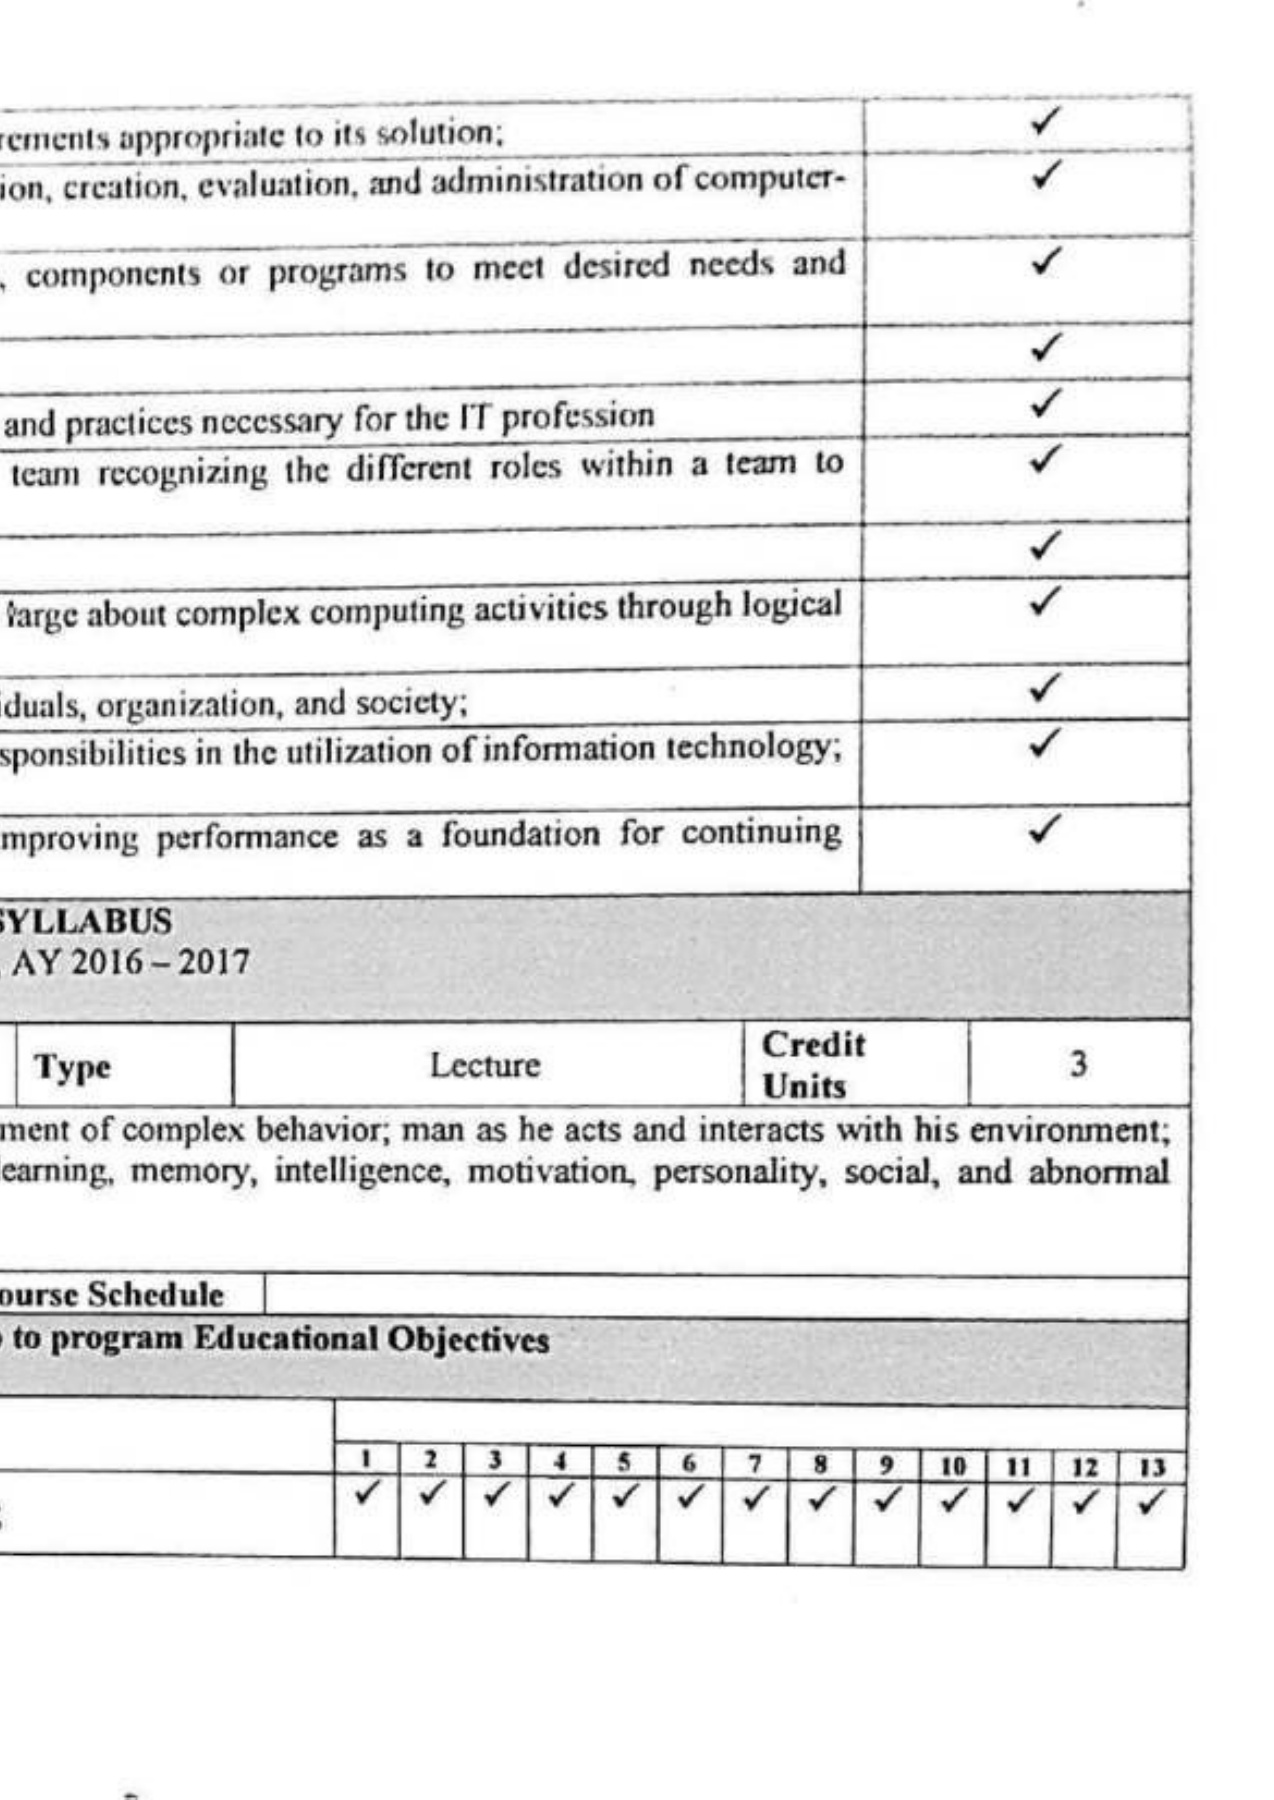 rements appropriate to its solution; ✓
ion, creation, evaluation, and administration of computer- ✓
, components or programs to meet desired needs and ✓
✓
and practices necessary for the IT profession ✓
team recognizing the different roles within a team to ✓
✓
large about complex computing activities through logical ✓
iduals, organization, and society; ✓
sponsibilities in the utilization of information technology; ✓
mproving performance as a foundation for continuing ✓
SYLLABUS
, AY 2016 – 2017
Type Lecture Credit Units 3
ment of complex behavior; man as he acts and interacts with his environment;
earning, memory, intelligence, motivation, personality, social, and abnormal
ourse Schedule
to program Educational Objectives
1 2 3 4 5 6 7 8 9 10 11 12 13
; ✓ ✓ ✓ ✓ ✓ ✓ ✓ ✓ ✓ ✓ ✓ ✓ ✓